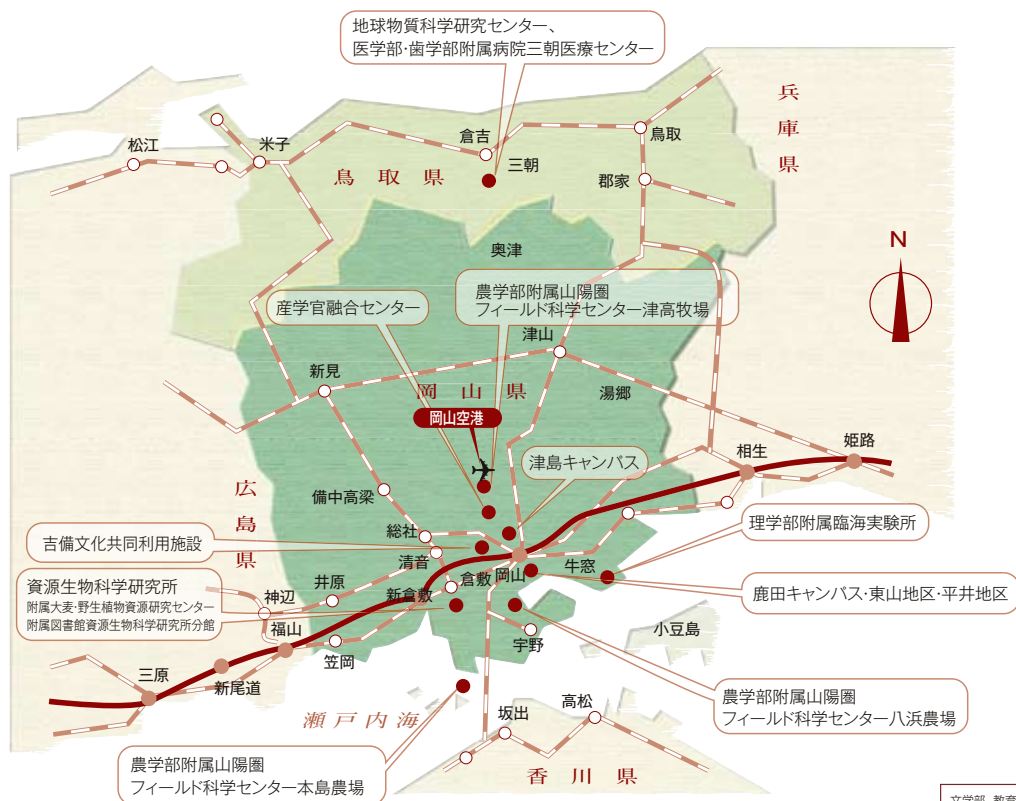 地球物質科学研究センター、
医学部・歯学部附属病院三朝医療センター
兵庫県
松江
米子
倉吉
三朝
鳥取
郡家
鳥取県
N
奥津
産学官融合センター
農学部附属山陽圏
フィールド科学センター津高牧場
津山
新見
岡山県
湯郷
岡山空港
津島キャンパス
相生
姫路
広島県
備中高梁
総社
清音
吉備文化共同利用施設
理学部附属臨海実験所
牛窓
岡山
倉敷
新倉敷
井原
神辺
資源生物科学研究所
附属大麦・野生植物資源研究センター
附属図書館資源生物科学研究所分館
鹿田キャンパス・東山地区・平井地区
福山
笠岡
宇野
小豆島
三原
新尾道
瀬戸内海
坂出
高松
農学部附属山陽圏
フィールド科学センター八浜農場
農学部附属山陽圏
フィールド科学センター本島農場
香川県